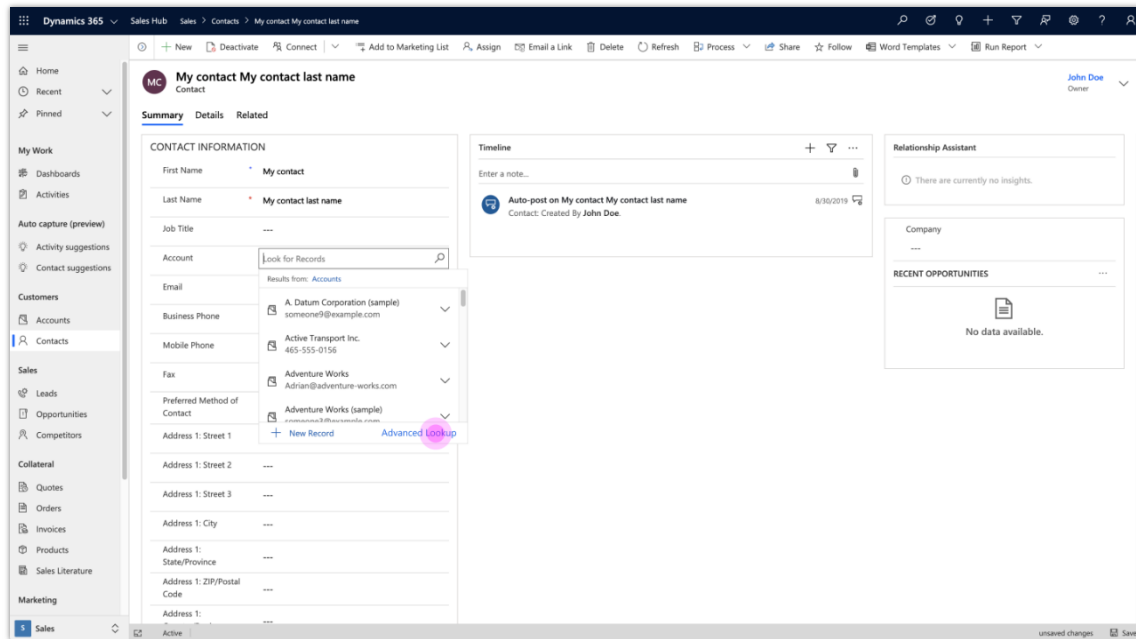 Dynamics 365 Sales Hub Sales > Contacts > My contact My contact last name
New Deactivate Connect Add to Marketing List Assign Email a Link Delete Refresh Process Share Follow Word Templates Run Report
Home
Recent
Pinned
My Work
Dashboards
Activities
Auto capture (preview)
Activity suggestions
Contact suggestions
Customers
Accounts
Contacts
Sales
Leads
Opportunities
Competitors
Collateral
Quotes
Orders
Invoices
Products
Sales Literature
Marketing
S Sales
MC My contact My contact last name
Contact
John Doe
Owner
Summary Details Related
CONTACT INFORMATION
First Name * My contact
Last Name * My contact last name
Job Title ---
Account Look for Records
Results from: Accounts
A. Datum Corporation (sample)
someone9@example.com
Active Transport Inc.
465-555-0156
Adventure Works
Adrian@adventure-works.com
Adventure Works (sample)
someone3@example.com
+ New Record Advanced Lookup
Email
Business Phone
Mobile Phone
Fax
Preferred Method of
Contact
Address 1: Street 1
Address 1: Street 2 ---
Address 1: Street 3 ---
Address 1: City ---
Address 1:
State/Province ---
Address 1: ZIP/Postal
Code ---
Address 1:
---
Timeline
Enter a note...
Auto-post on My contact My contact last name 8/30/2019
Contact: Created By John Doe.
Relationship Assistant
There are currently no insights.
Company
---
RECENT OPPORTUNITIES
No data available.
Active unsaved changes Save